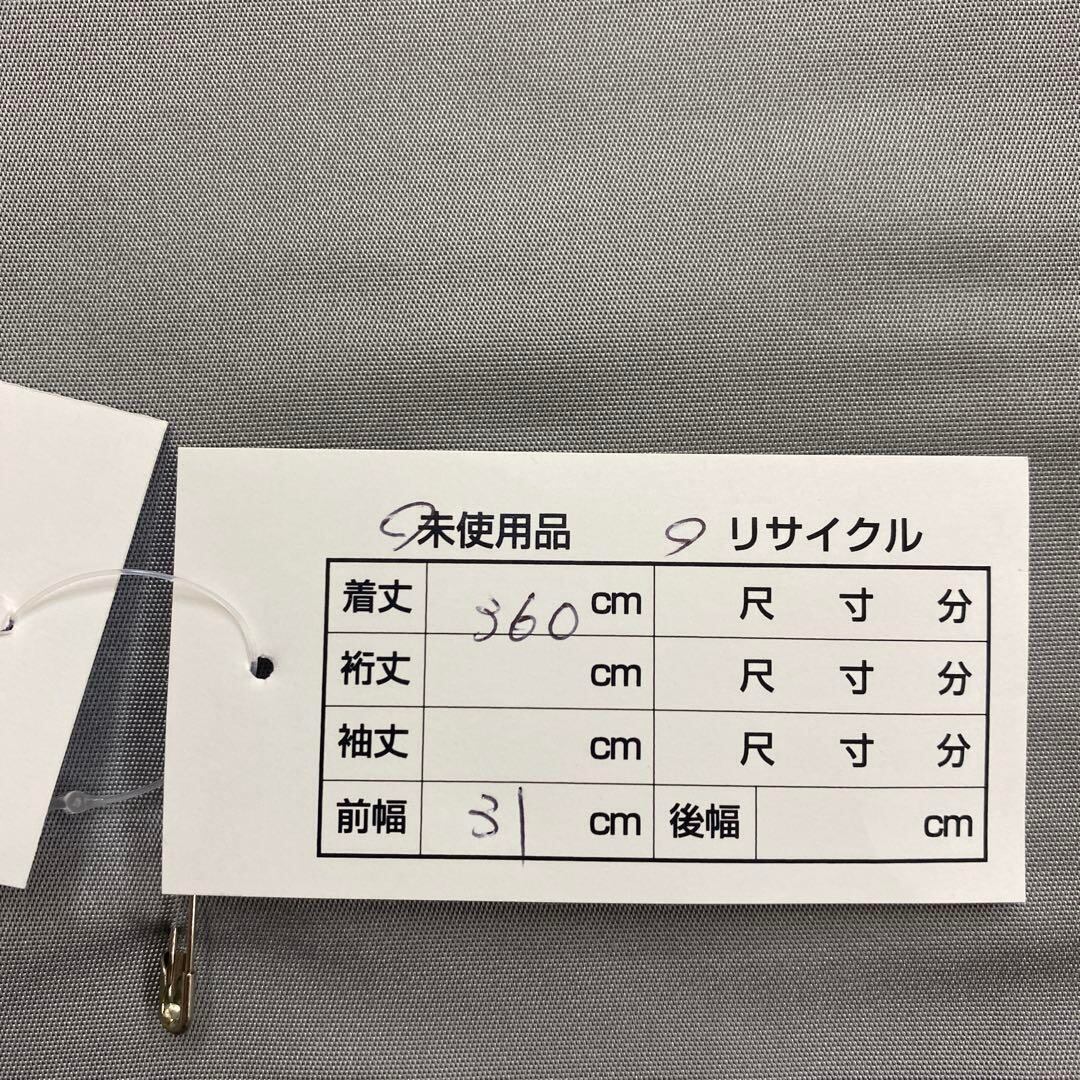 未使用品 リサイクル
着丈 360 cm 尺 寸 分
裄丈 cm 尺 寸 分
袖丈 cm 尺 寸 分
前幅 31 cm 後幅 cm